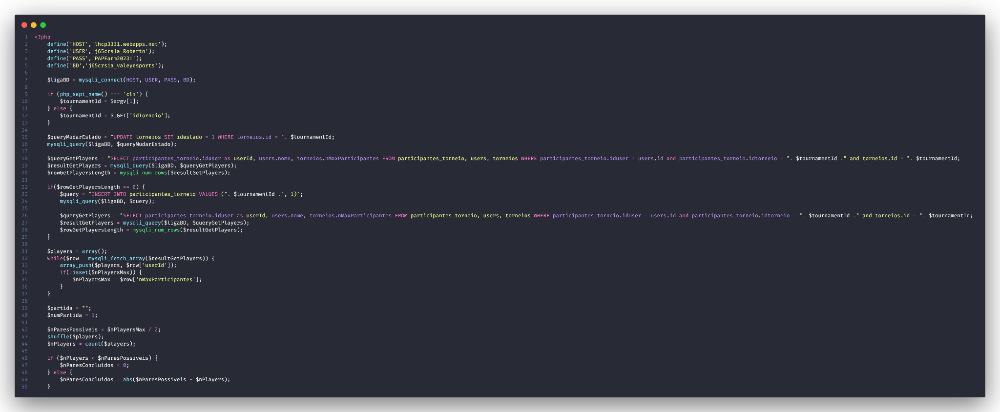 1 <?php
2 define('HOST','lhcp3331.webapps.net');
3 define('USER','j65crs1a_Roberto');
4 define('PASS','PAPFarm2023!');
5 define('BD','j65crs1a_valeyesports');
6
7 $ligaBD = mysqli_connect(HOST, USER, PASS, BD);
8
9 if (php_sapi_name() === 'cli') {
10 $tournamentId = $argv[1];
11 } else {
12 $tournamentId = $_GET['idTorneio'];
13 }
14
15 $queryMudarEstado = "UPDATE torneios SET idestado = 1 WHERE torneios.id = ". $tournamentId;
16 mysqli_query($ligaBD, $queryMudarEstado);
17
18 $queryGetPlayers = "SELECT participantes_torneio.iduser as userId, users.nome, torneios.nMaxParticipantes FROM participantes_torneio, users, torneios WHERE participantes_torneio.iduser = users.id and participantes_torneio.idtorneio = ". $tournamentId ." and torneios.id = ". $tournamentId;
19 $resultGetPlayers = mysqli_query($ligaBD, $queryGetPlayers);
20 $rowGetPlayersLength = mysqli_num_rows($resultGetPlayers);
21
22 if($rowGetPlayersLength == 0) {
23 $query = "INSERT INTO participantes_torneio VALUES (". $tournamentId .", 1)";
24 mysqli_query($ligaBD, $query);
25
26 $queryGetPlayers = "SELECT participantes_torneio.iduser as userId, users.nome, torneios.nMaxParticipantes FROM participantes_torneio, users, torneios WHERE participantes_torneio.iduser = users.id and participantes_torneio.idtorneio = ". $tournamentId ." and torneios.id = ". $tournamentId;
27 $resultGetPlayers = mysqli_query($ligaBD, $queryGetPlayers);
28 $rowGetPlayersLength = mysqli_num_rows($resultGetPlayers);
29 }
30
31 $players = array();
32 while($row = mysqli_fetch_array($resultGetPlayers)) {
33 array_push($players, $row['userId']);
34 if(!isset($nPlayersMax)) {
35 $nPlayersMax = $row['nMaxParticipantes'];
36 }
37 }
38
39 $partida = "";
40 $numPartida = 1;
41
42 $nParesPossiveis = $nPlayersMax / 2;
43 shuffle($players);
44 $nPlayers = count($players);
45
46 if ($nPlayers < $nParesPossiveis) {
47 $nParesConcluidos = 0;
48 } else {
49 $nParesConcluidos = abs($nParesPossiveis - $nPlayers);
50 }